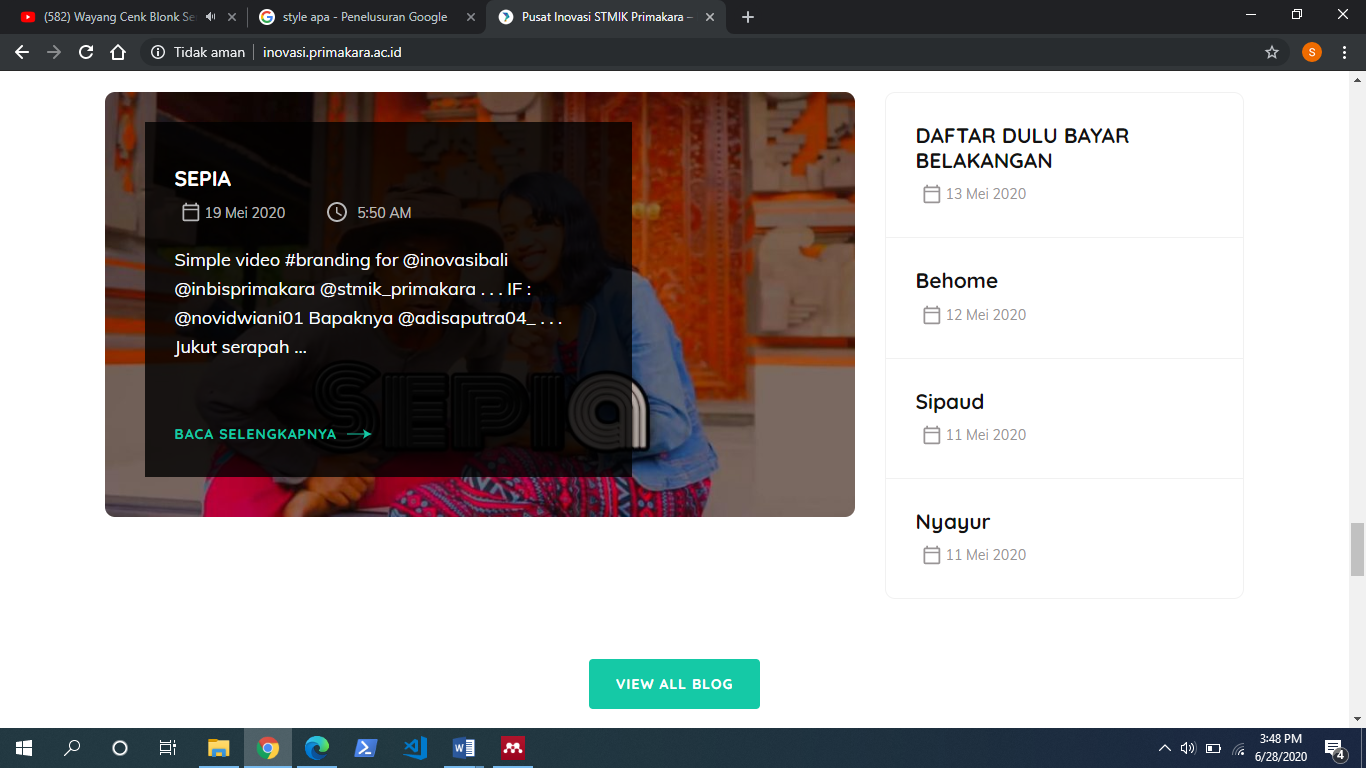 (582) Wayang Cenk Blonk Se
style apa - Penelusuran Google
Pusat Inovasi STMIK Primakara –
Tidak aman
inovasi.primakara.ac.id
S
SEPIA
19 Mei 2020 5:50 AM
Simple video #branding for @inovasibali
@inbisprimakara @stmik_primakara . . . IF :
@novidwiani01 Bapaknya @adisaputra04_ . . .
Jukut serapah ...
BACA SELENGKAPNYA
SEPIA
DAFTAR DULU BAYAR
BELAKANGAN
13 Mei 2020
Behome
12 Mei 2020
Sipaud
11 Mei 2020
Nyayur
11 Mei 2020
VIEW ALL BLOG
3:48 PM
6/28/2020
4